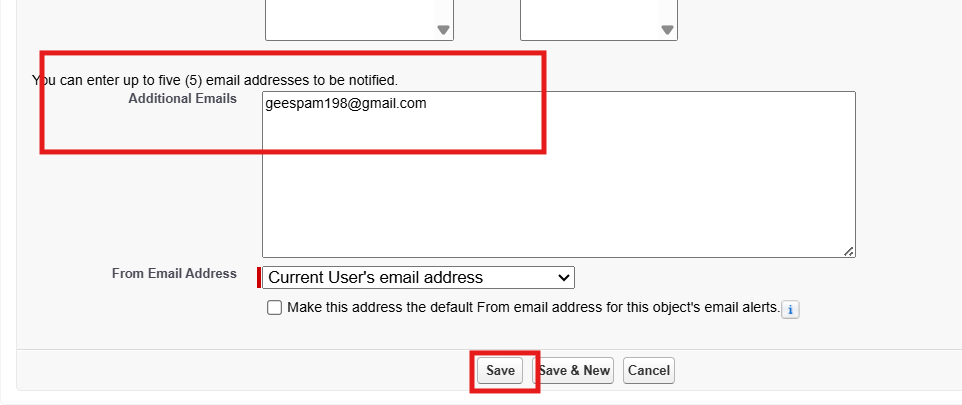 You can enter up to five (5) email addresses to be notified.
Additional Emails
geespam198@gmail.com
From Email Address
Current User's email address
Make this address the default From email address for this object's email alerts.
i
Save
Save & New
Cancel